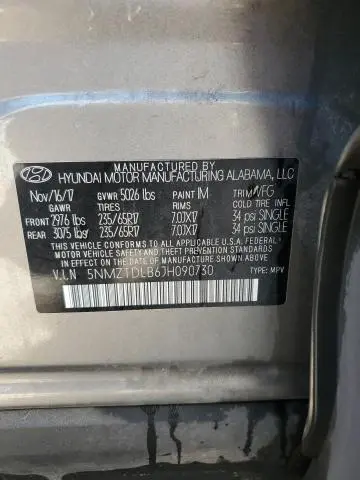 MANUFACTURED BY
HYUNDAI MOTOR MANUFACTURING ALABAMA, LLC
Nov/16/17 GVWR 5026 lbs PAINT IM TRIM VFG
GAWR TIRES RIMS COLD TIRE INFL
FRONT 2976 lbs 235/65R17 7.0JX17 34 psi SINGLE
REAR 3075 lbs 235/65R17 7.0JX17 34 psi SINGLE
THIS VEHICLE CONFORMS TO ALL APPLICABLE U.S.A. FEDERAL
MOTOR VEHICLE SAFETY, BUMPER AND THEFT PREVENTION
STANDARDS IN EFFECT ON THE DATE OF MANUFACTURE SHOWN ABOVE.
V.I.N 5NMZTDLB6JH090730 TYPE: MPV